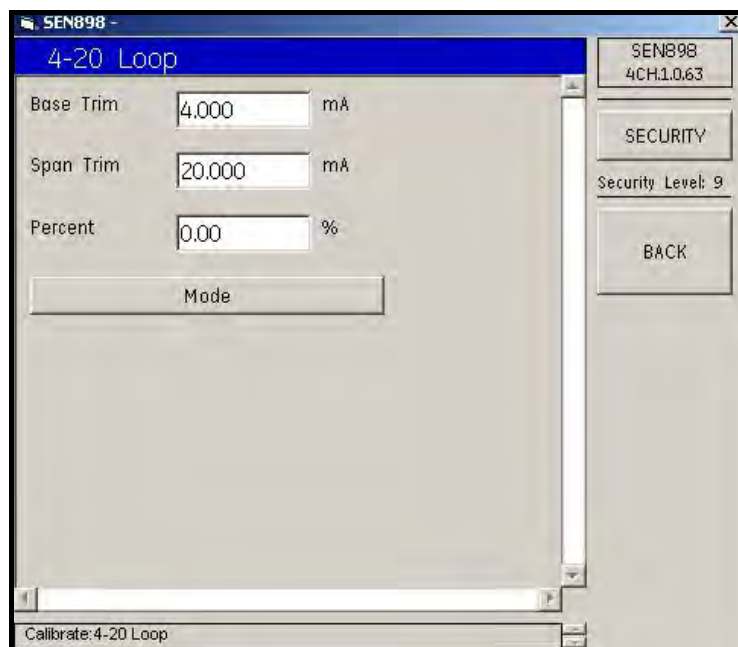 SEN898 -
4-20 Loop
SEN898
4CH.1.0.63
Base Trim 4.000 mA
SECURITY
Span Trim 20.000 mA
Security Level: 9
Percent 0.00 %
BACK
Mode
Calibrate:4-20 Loop